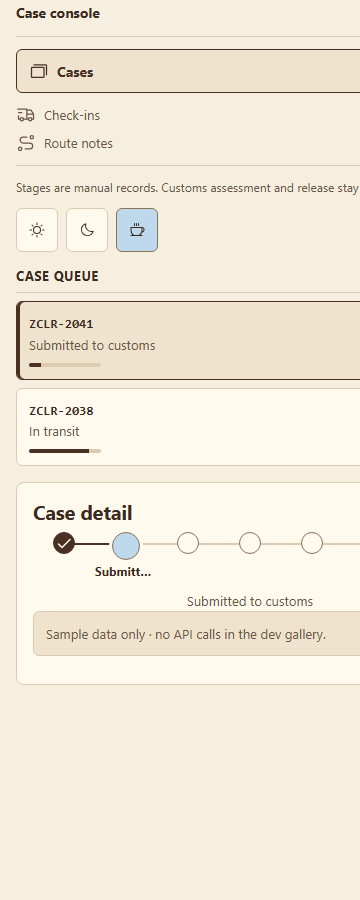 Case console
Cases
Check-ins
Route notes
Stages are manual records. Customs assessment and release stay
CASE QUEUE
ZCLR-2041
Submitted to customs
ZCLR-2038
In transit
Case detail
Submitt...
Submitted to customs
Sample data only · no API calls in the dev gallery.